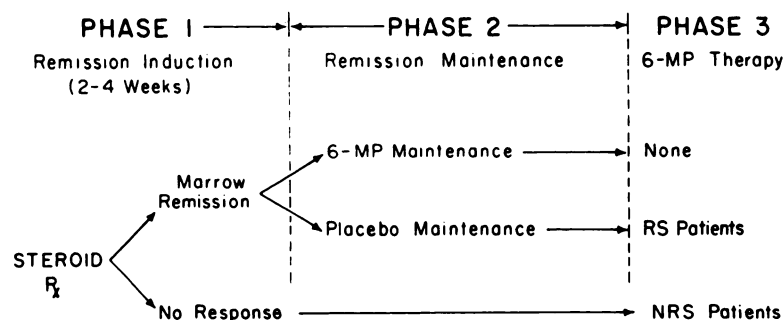 PHASE 1 PHASE 2 PHASE 3
Remission Induction Remission Maintenance 6-MP Therapy
(2-4 Weeks)
6-MP Maintenance None
Marrow
Remission
Placebo Maintenance RS Patients
STEROID
℞
No Response NRS Patients